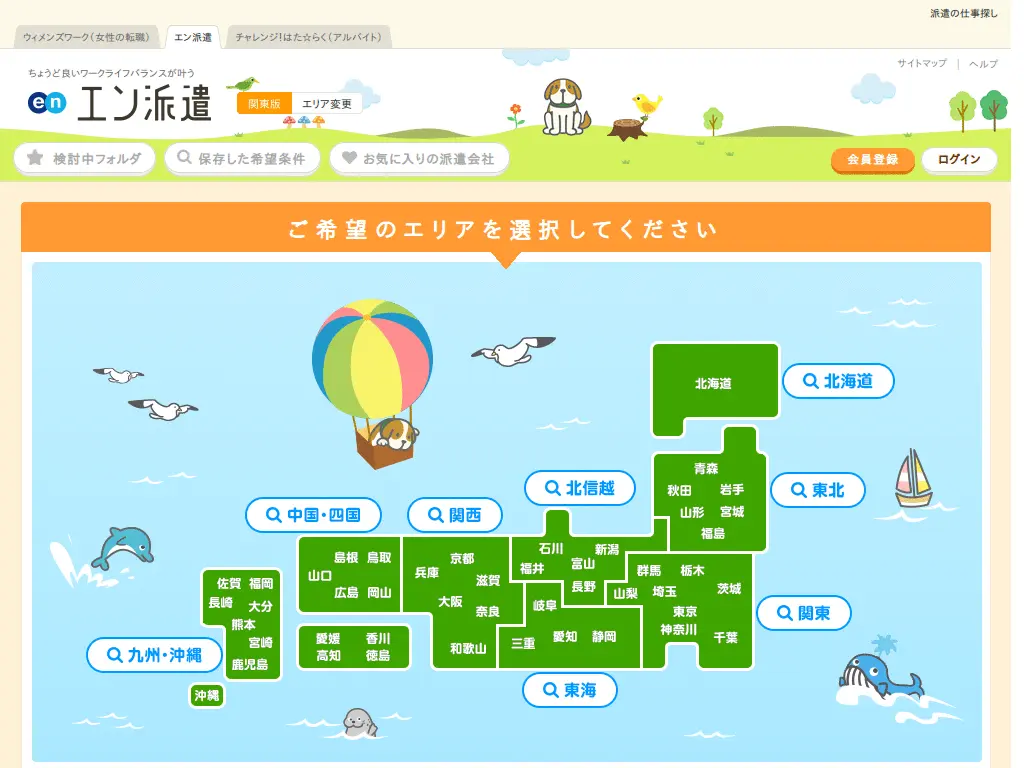 派遣の仕事探し
ウィメンズワーク(女性の転職)
エン派遣
チャレンジ!はた☆らく(アルバイト)
サイトマップ | ヘルプ
ちょうど良いワークライフバランスが叶う
en エン派遣
関東版 エリア変更
検討中フォルダ
保存した希望条件
お気に入りの派遣会社
会員登録
ログイン
ご希望のエリアを選択してください
北海道
北海道
青森
秋田 岩手
山形 宮城
福島
東北
北信越
石川 新潟
福井 富山
長野
中国・四国
島根 鳥取
山口
広島 岡山
愛媛 香川
高知 徳島
関西
京都
兵庫
滋賀
大阪
奈良
和歌山
群馬 栃木
茨城
山梨 埼玉
東京
神奈川
千葉
関東
岐阜
三重 愛知 静岡
東海
佐賀 福岡
長崎 大分
熊本
宮崎
鹿児島
九州・沖縄
沖縄